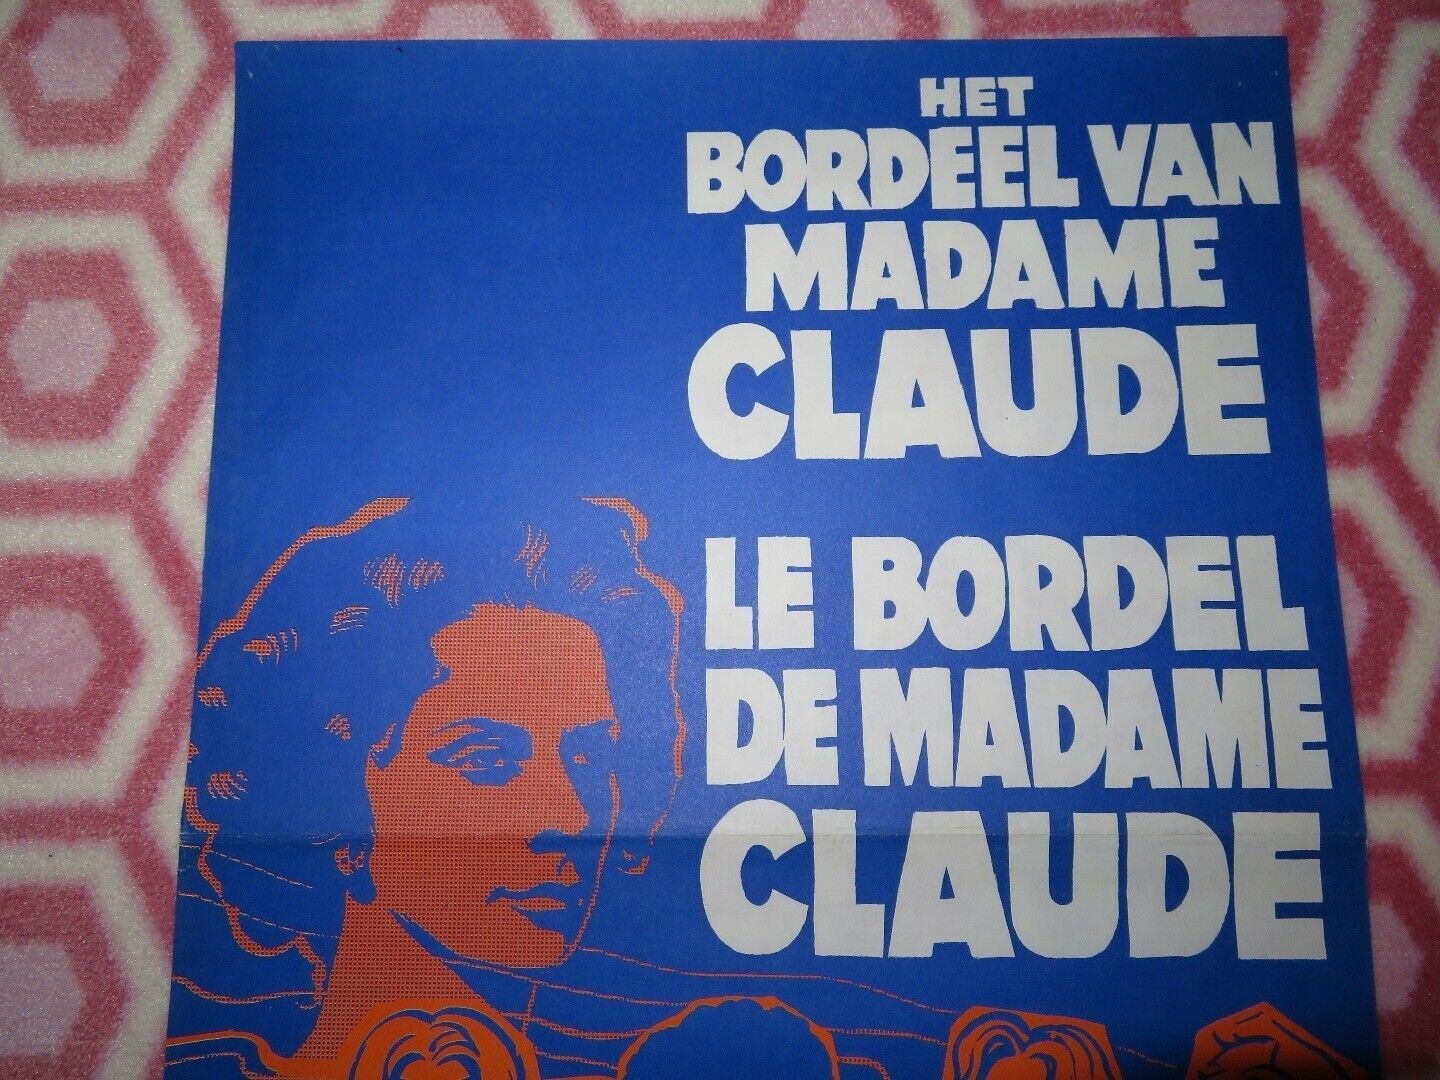 HET
BORDEEL VAN
MADAME
CLAUDE
LE BORDEL
DE MADAME
CLAUDE